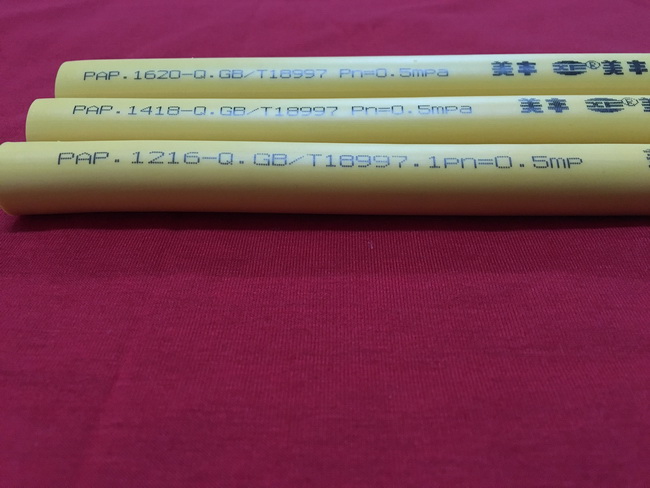 PAP.1620-Q.GB/T18997 Pn=0.5mpa 美丰 ® 美丰
PAP.1418-Q.GB/T18997 Pn=0.5mpa 美丰 ®
PAP.1216-Q.GB/T18997.1pn=0.5mp